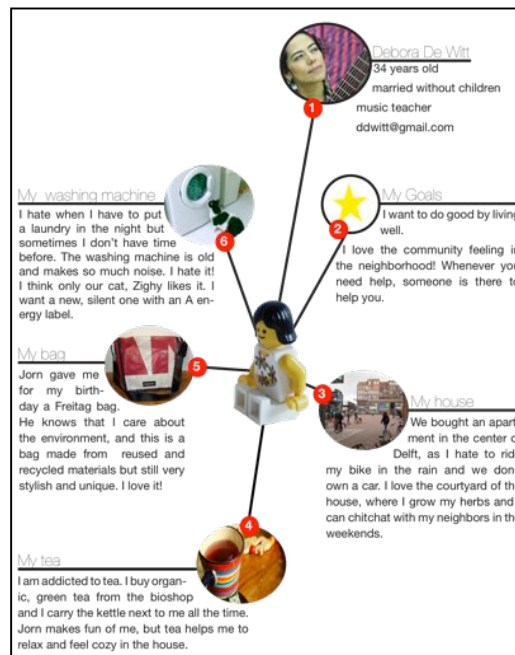 Debora De Witt
34 years old
married without children
music teacher
ddwitt@gmail.com
1
My washing machine
I hate when I have to put
a laundry in the night but
sometimes I don't have time
before. The washing machine is old
and makes so much noise. I hate it!
I think only our cat, Zighy likes it. I
want a new, silent one with an A en-
ergy label.
6
My Goals
I want to do good by living
well.
I love the community feeling in
the neighborhood! Whenever you
need help, someone is there to
help you.
2
My bag
Jorn gave me
for my birth-
day a Freitag bag.
He knows that I care about
the environment, and this is a
bag made from reused and
recycled materials but still very
stylish and unique. I love it!
5
My house
We bought an apart-
ment in the center of
Delft, as I hate to ride
my bike in the rain and we don
own a car. I love the courtyard of the
house, where I grow my herbs and
can chitchat with my neighbors in the
weekends.
3
My tea
I am addicted to tea. I buy organ-
ic, green tea from the bioshop
and I carry the kettle next to me all the time.
Jorn makes fun of me, but tea helps me to
relax and feel cozy in the house.
4